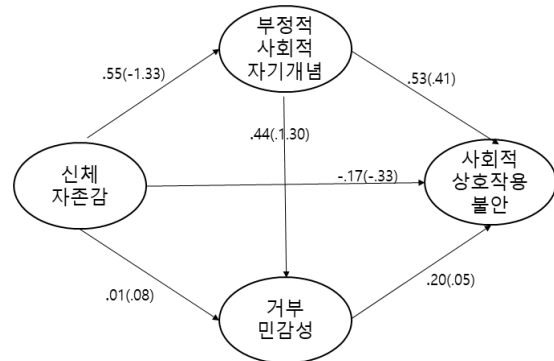 부정적
사회적
자기개념
.55(-1.33)
.53(.41)
.44(.1.30)
신체
자존감
-.17(-.33)
사회적
상호작용
불안
.01(.08)
.20(.05)
거부
민감성